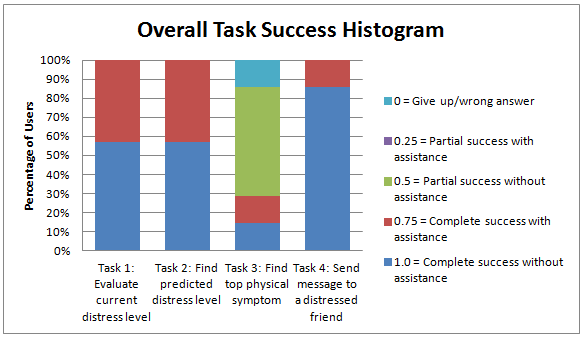 Overall Task Success Histogram
Percentage of Users
100%
90%
80%
70%
60%
50%
40%
30%
20%
10%
0%
Task 1:
Evaluate
current
distress level
Task 2: Find
predicted
distress level
Task 3: Find
top physical
symptom
Task 4: Send
message to
a distressed
friend
0 = Give up/wrong answer
0.25 = Partial success with
assistance
0.5 = Partial success without
assistance
0.75 = Complete success with
assistance
1.0 = Complete success without
assistance